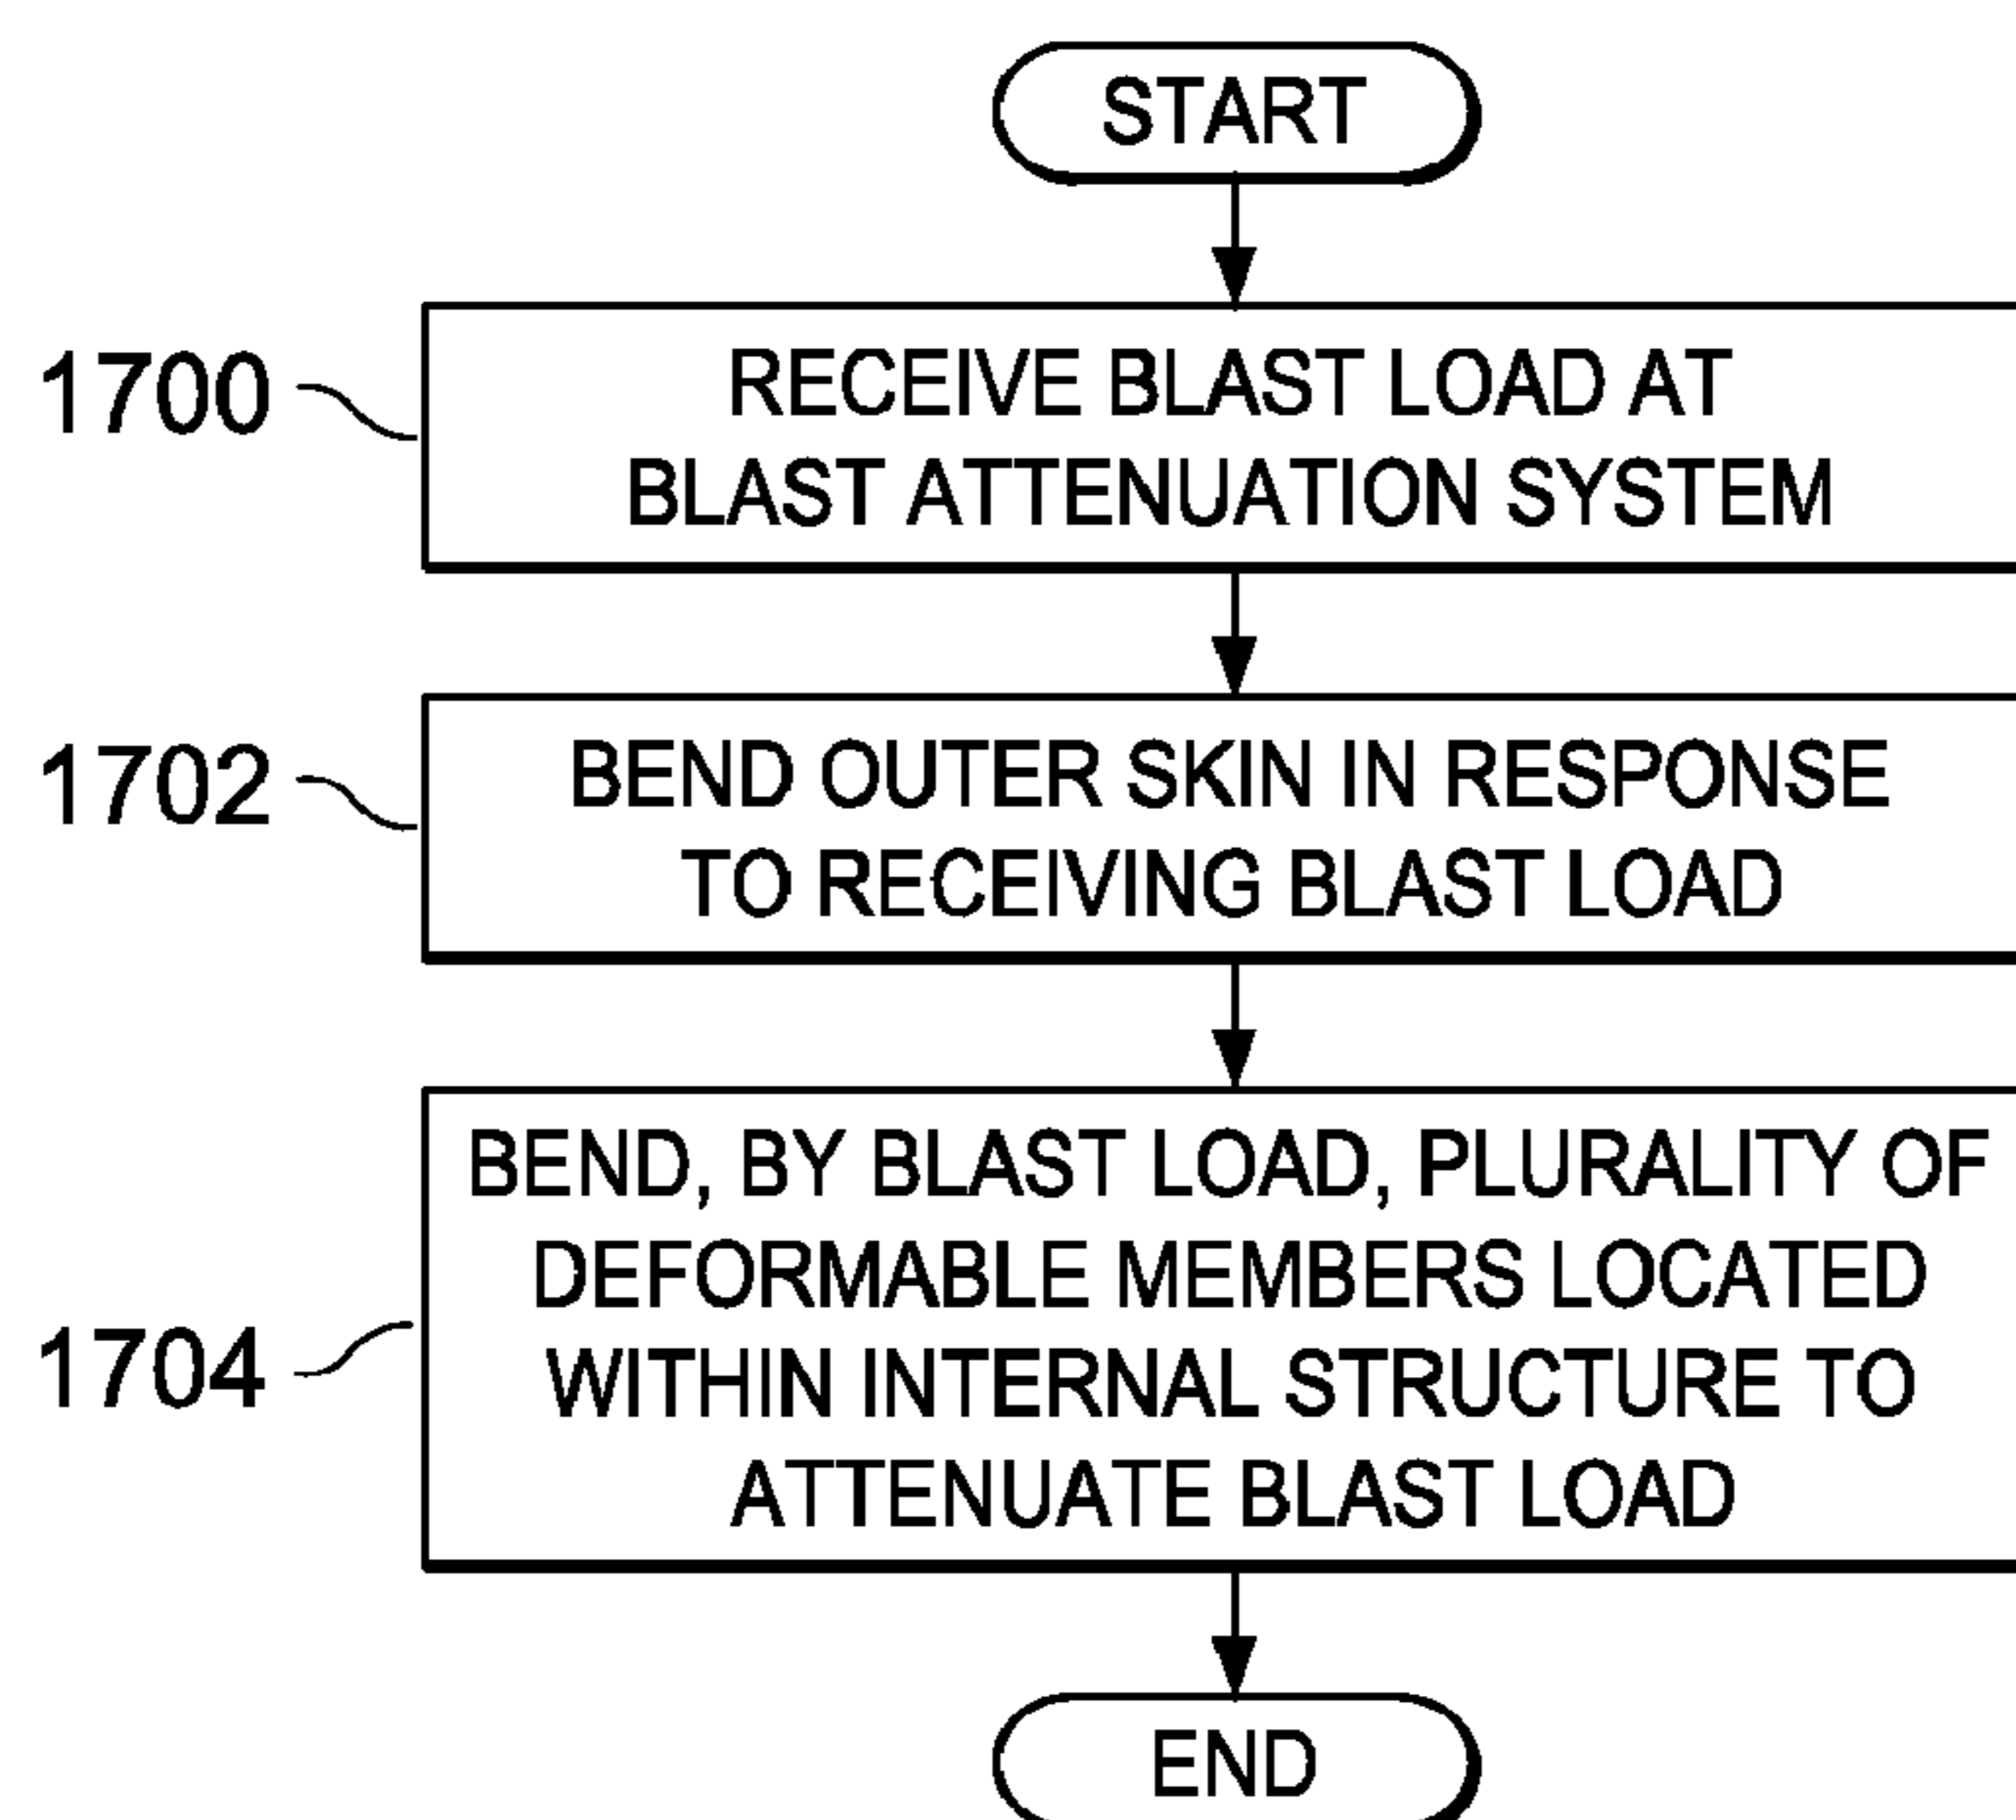 START
1700
RECEIVE BLAST LOAD AT
BLAST ATTENUATION SYSTEM
1702
BEND OUTER SKIN IN RESPONSE
TO RECEIVING BLAST LOAD
1704
BEND, BY BLAST LOAD, PLURALITY OF
DEFORMABLE MEMBERS LOCATED
WITHIN INTERNAL STRUCTURE TO
ATTENUATE BLAST LOAD
END